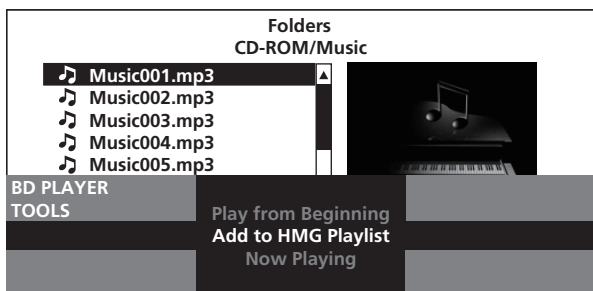 Folders
CD-ROM/Music
Music001.mp3
Music002.mp3
Music003.mp3
Music004.mp3
Music005.mp3
BD PLAYER
TOOLS
Play from Beginning
Add to HMG Playlist
Now Playing